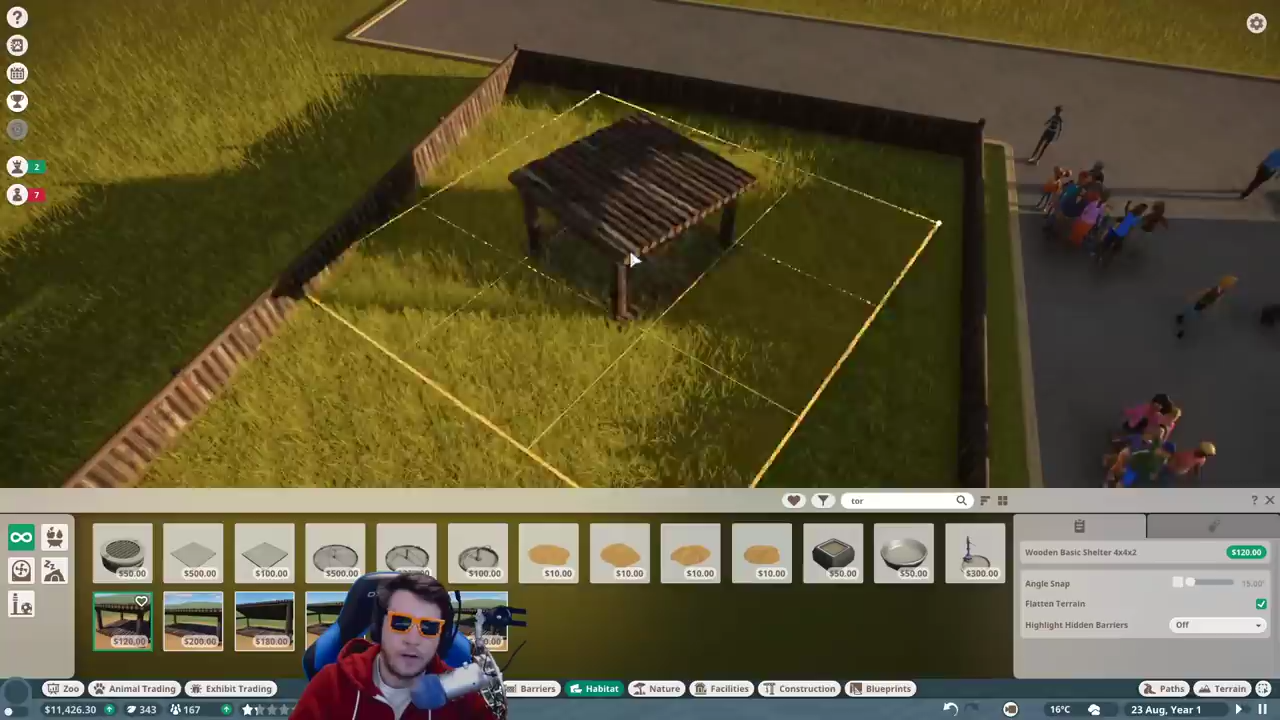 ?
2
7
tor
?
$50.00
$500.00
$100.00
$500.00
$100.00
$10.00
$10.00
$10.00
$10.00
$50.00
$50.00
$300.00
$120.00
$200.00
$180.00
Wooden Basic Shelter 4x4x2
$120.00
Angle Snap
15.00°
Flatten Terrain
Highlight Hidden Barriers
Off
Zoo
Animal Trading
Exhibit Trading
Barriers
Habitat
Nature
Facilities
Construction
Blueprints
Paths
Terrain
$11,426.30
343
167
16°C
23 Aug, Year 1